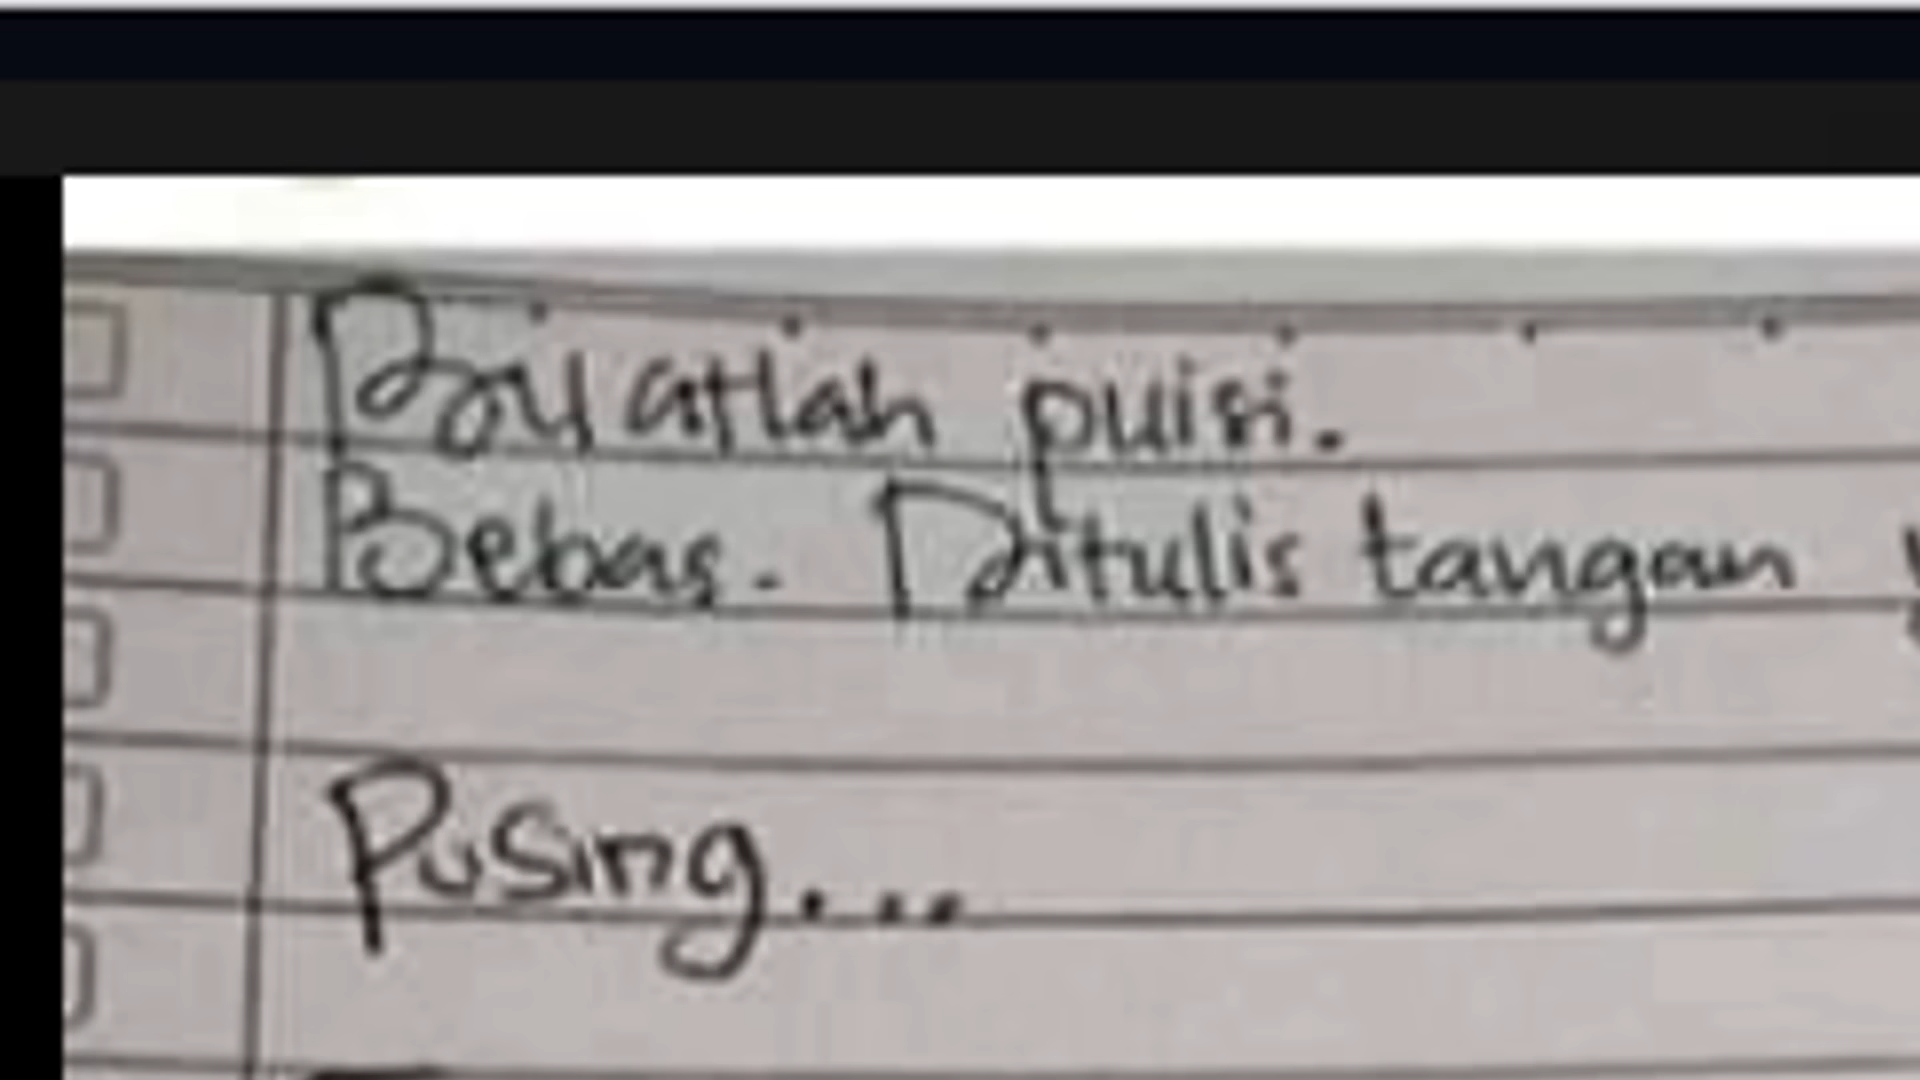 Buatlah puisi.
Bebas. Ditulis tangan
Pusing...